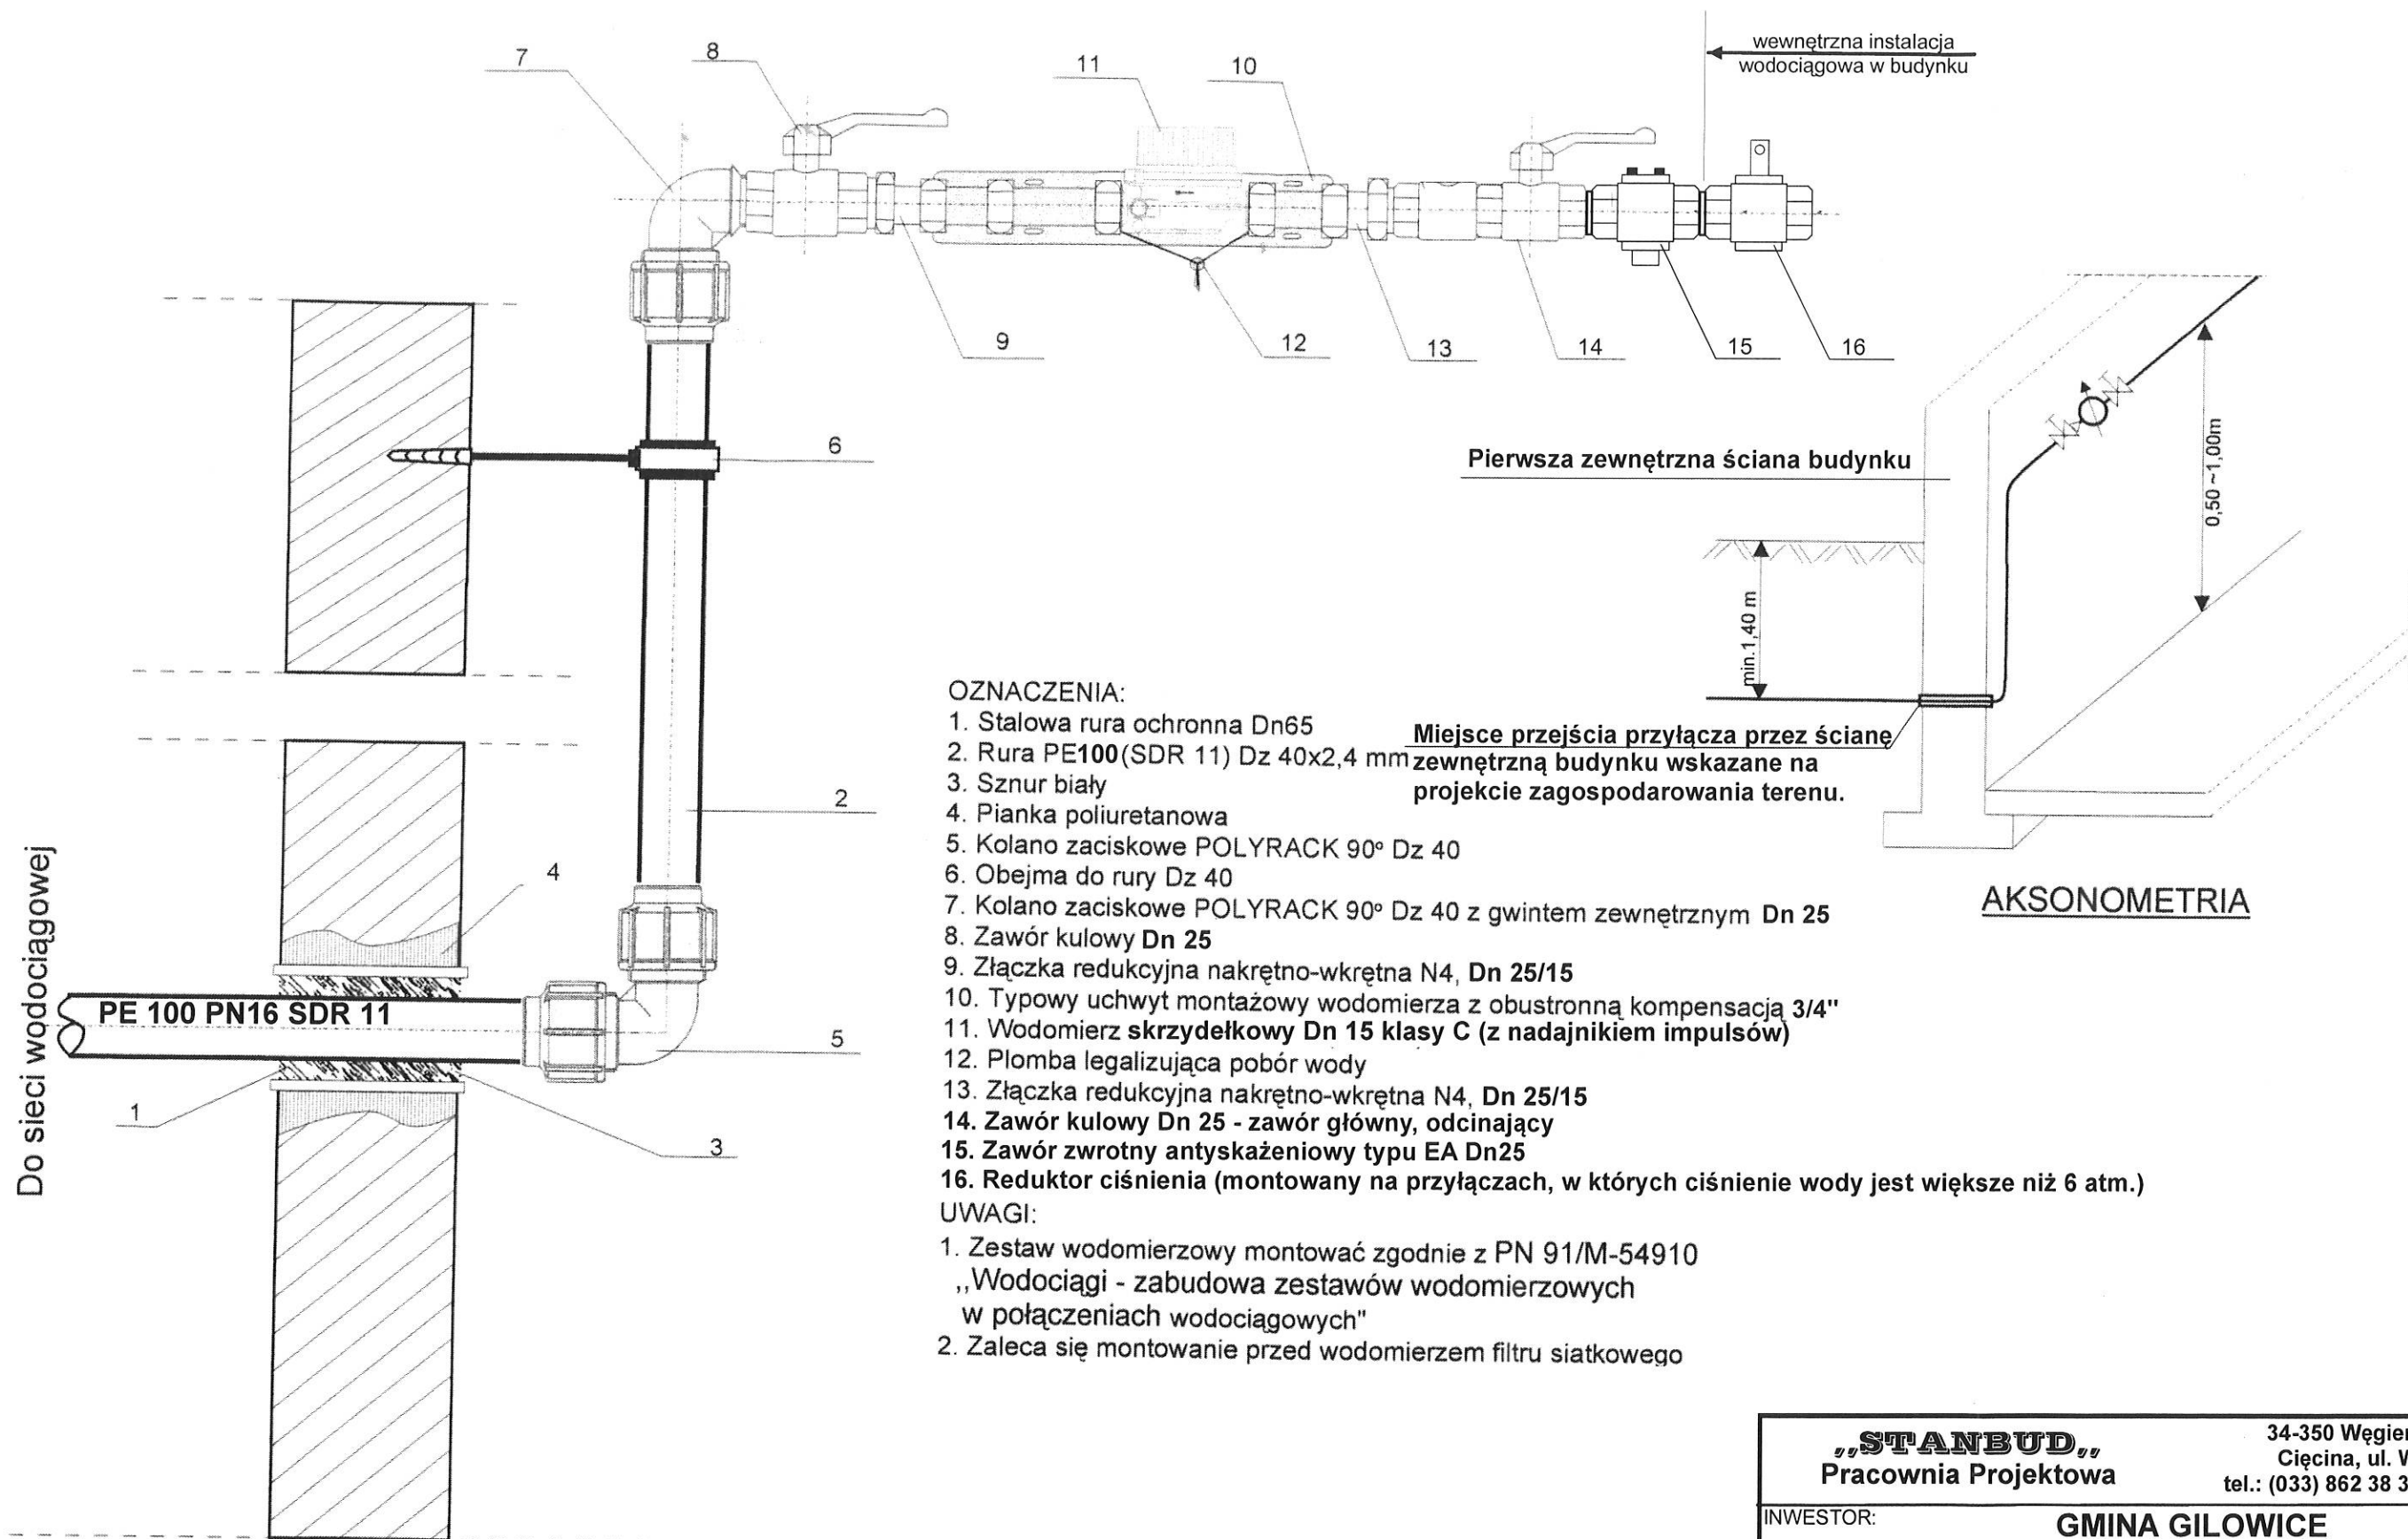 7
8
11
10
wewnętrzna instalacja
wodociągowa w budynku
9
12
13
14
15
16
6
Pierwsza zewnętrzna ściana budynku
0,50 ~1,00m
min.1,40 m
2
4
5
1
3
Do sieci wodociągowej
PE 100 PN16 SDR 11
Miejsce przejścia przyłącza przez ścianę
zewnętrzną budynku wskazane na
projekcie zagospodarowania terenu.
AKSONOMETRIA
OZNACZENIA:
1. Stalowa rura ochronna Dn65
2. Rura PE100(SDR 11) Dz 40x2,4 mm
3. Sznur biały
4. Pianka poliuretanowa
5. Kolano zaciskowe POLYRACK 90º Dz 40
6. Obejma do rury Dz 40
7. Kolano zaciskowe POLYRACK 90º Dz 40 z gwintem zewnętrznym Dn 25
8. Zawór kulowy Dn 25
9. Złączka redukcyjna nakrętno-wkrętna N4, Dn 25/15
10. Typowy uchwyt montażowy wodomierza z obustronną kompensacją 3/4"
11. Wodomierz skrzydełkowy Dn 15 klasy C (z nadajnikiem impulsów)
12. Plomba legalizująca pobór wody
13. Złączka redukcyjna nakrętno-wkrętna N4, Dn 25/15
14. Zawór kulowy Dn 25 - zawór główny, odcinający
15. Zawór zwrotny antyskażeniowy typu EA Dn25
16. Reduktor ciśnienia (montowany na przyłączach, w których ciśnienie wody jest większe niż 6 atm.)
UWAGI:
1. Zestaw wodomierzowy montować zgodnie z PN 91/M-54910
,,Wodociągi - zabudowa zestawów wodomierzowych
w połączeniach wodociągowych"
2. Zaleca się montowanie przed wodomierzem filtru siatkowego
,,STANBUD,,
Pracownia Projektowa
34-350 Węgier
Cięcina, ul. W
tel.: (033) 862 38 3
INWESTOR:
GMINA GILOWICE